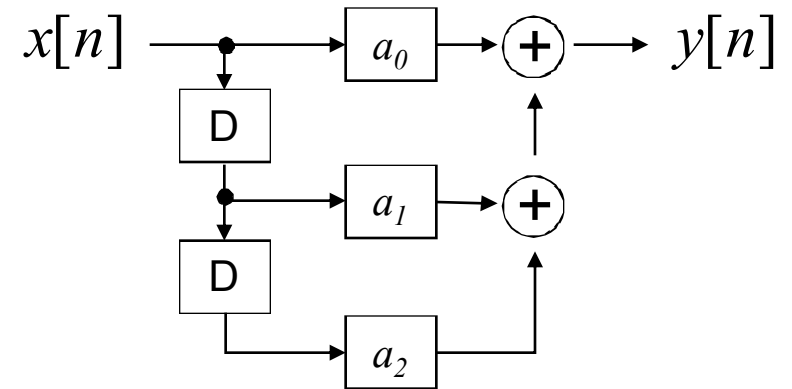 x[n] a₀ + y[n]
D
a₁ +
D
a₂